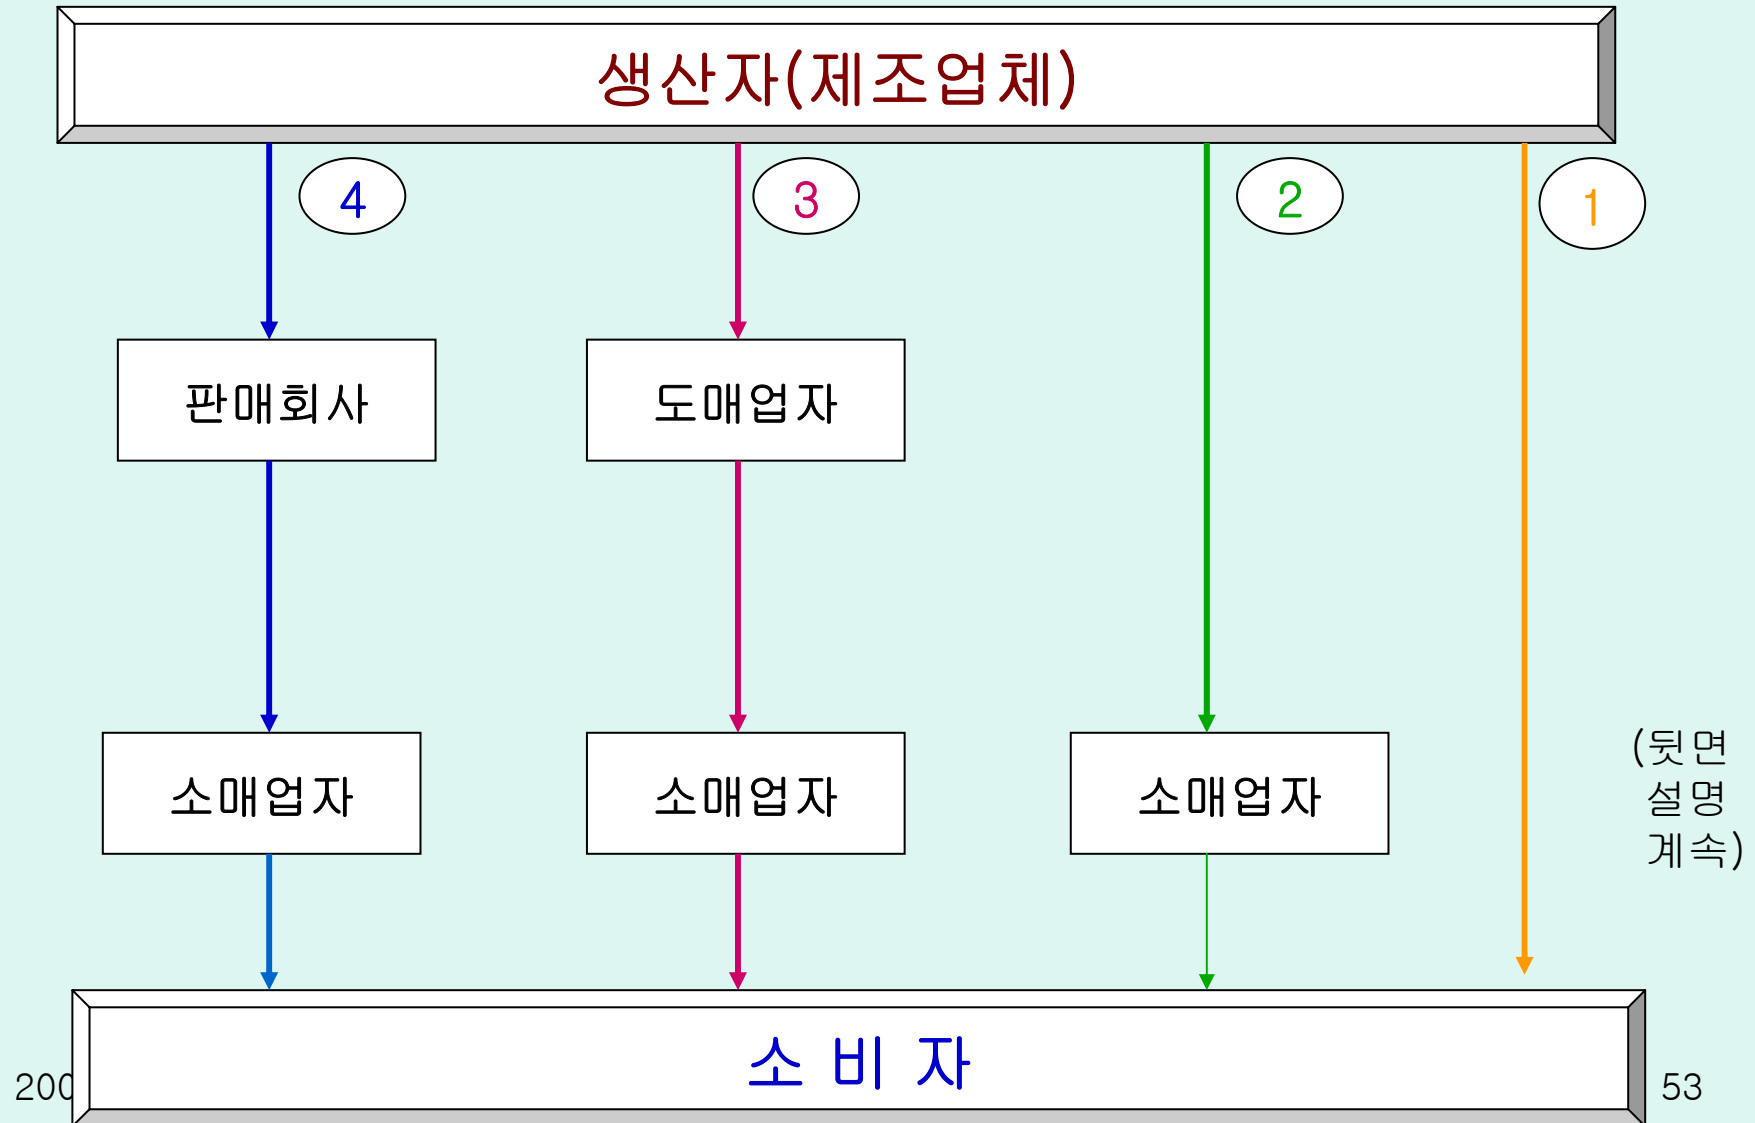 생산자(제조업체)
4
3
2
1
판매회사
도매업자
소매업자
소매업자
소매업자
(뒷면
설명
계속)
소 비 자
200
53